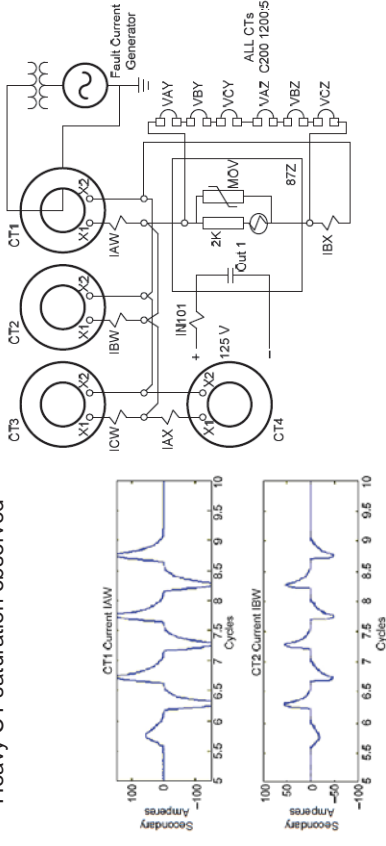 Heavy CT saturation observed
CT1 Current IAW
Secondary
Amperes
100
0
-100
5 5.5 6 6.5 7 7.5 8 8.5 9 9.5 10
Cycles
CT2 Current IBW
Secondary
Amperes
100
50
0
-50
-100
5 5.5 6 6.5 7 7.5 8 8.5 9 9.5 10
Cycles
CT3
CT2
CT1
X1
X2
X1
X2
X1
X2
ICW
IBW
IAW
IAX
X1
X2
CT4
Fault Current
Generator
IN101
+
125 V
–
Out 1
2K
MOV
87Z
IBX
VAY
VBY
VCY
VAZ
VBZ
VCZ
ALL CTs
C200 1200:5